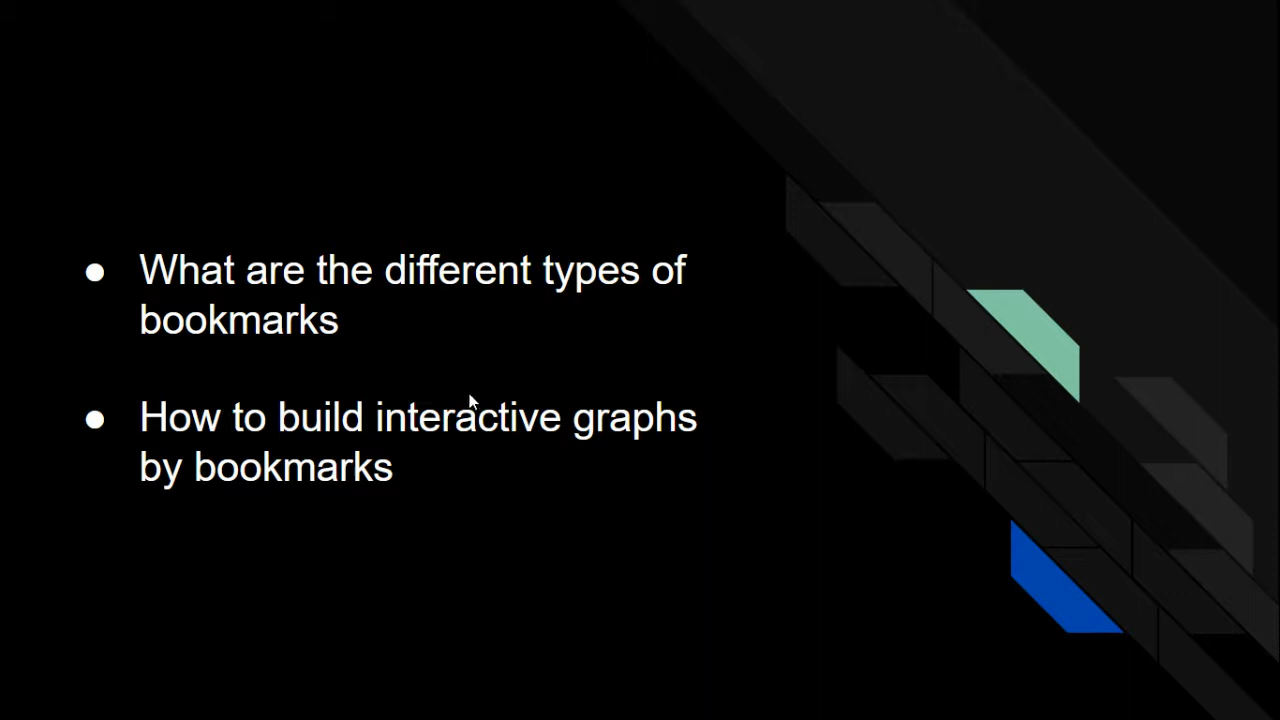 ● What are the different types of
bookmarks
● How to build interactive graphs
by bookmarks